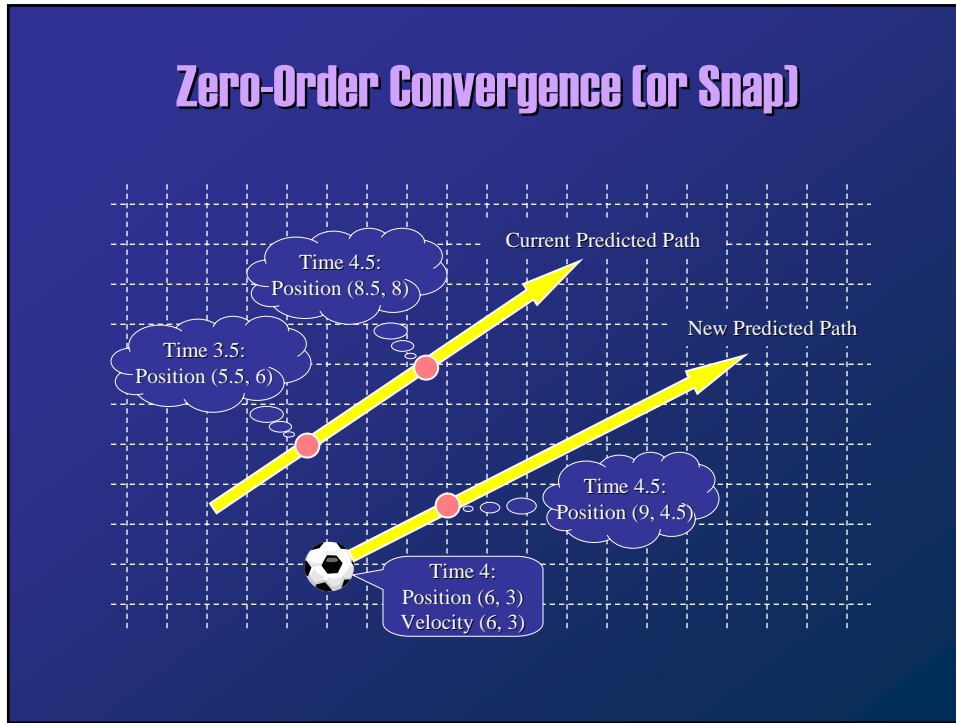 Zero-Order Convergence (or Snap)
Current Predicted Path
Time 4.5:
Position (8.5, 8)
New Predicted Path
Time 3.5:
Position (5.5, 6)
Time 4.5:
Position (9, 4.5)
Time 4:
Position (6, 3)
Velocity (6, 3)